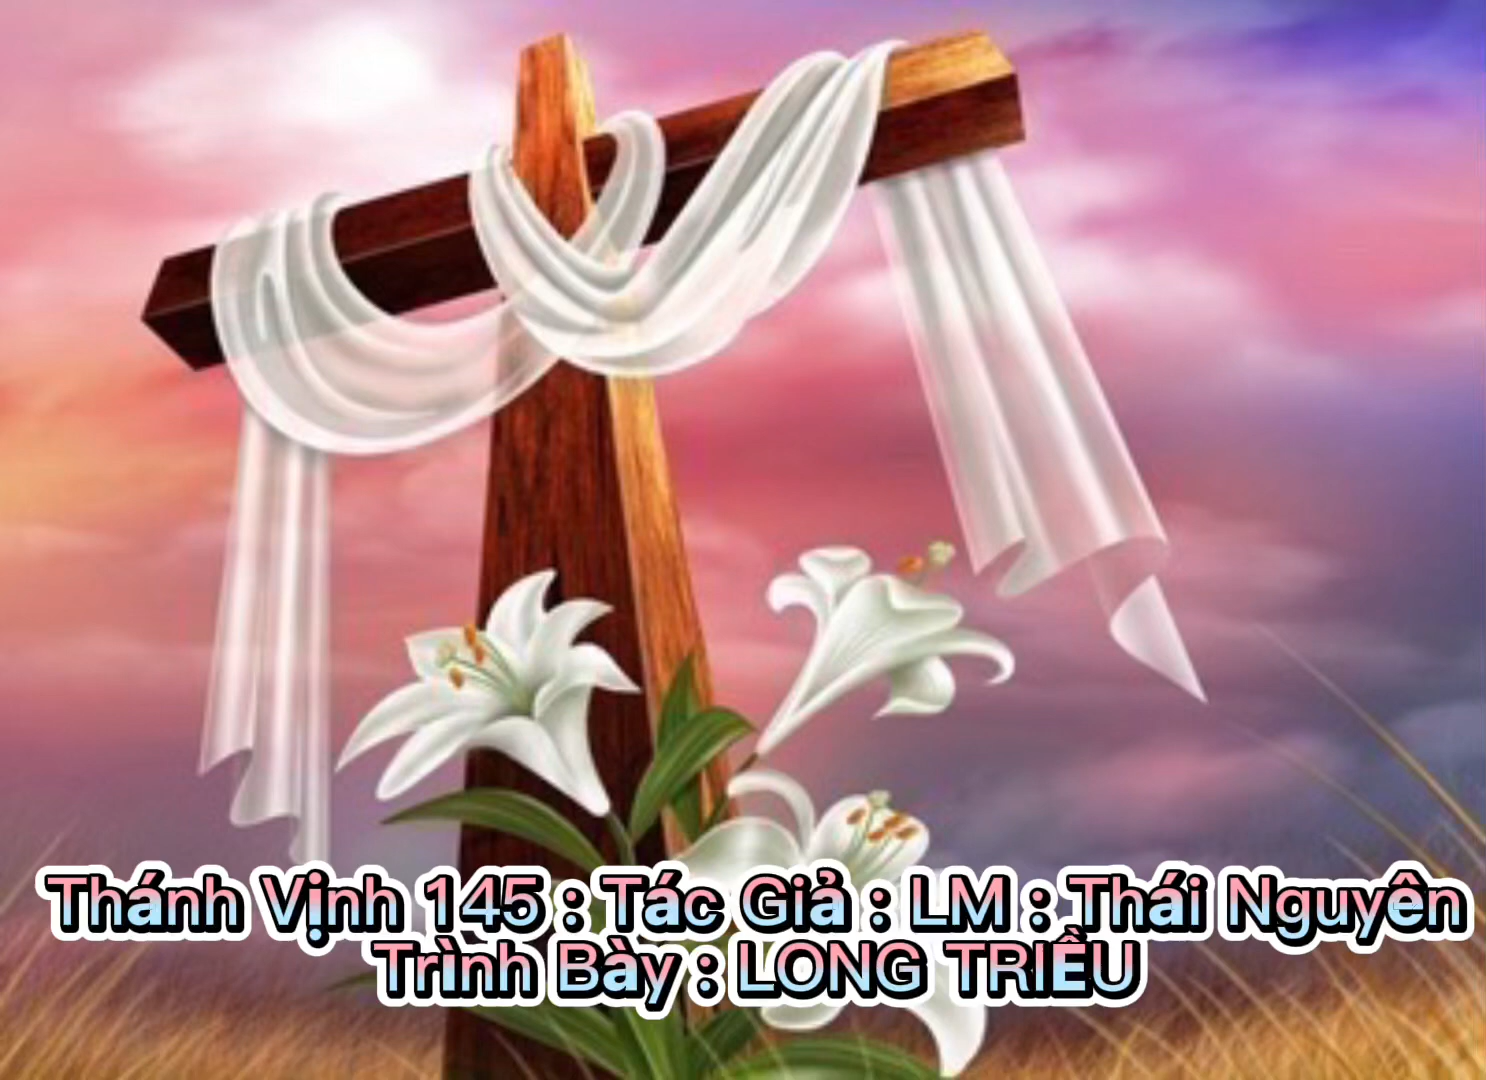 Thánh Vịnh 145 : Tác Giả : LM : Thái Nguyên
Trình Bày : LONG TRIỀU